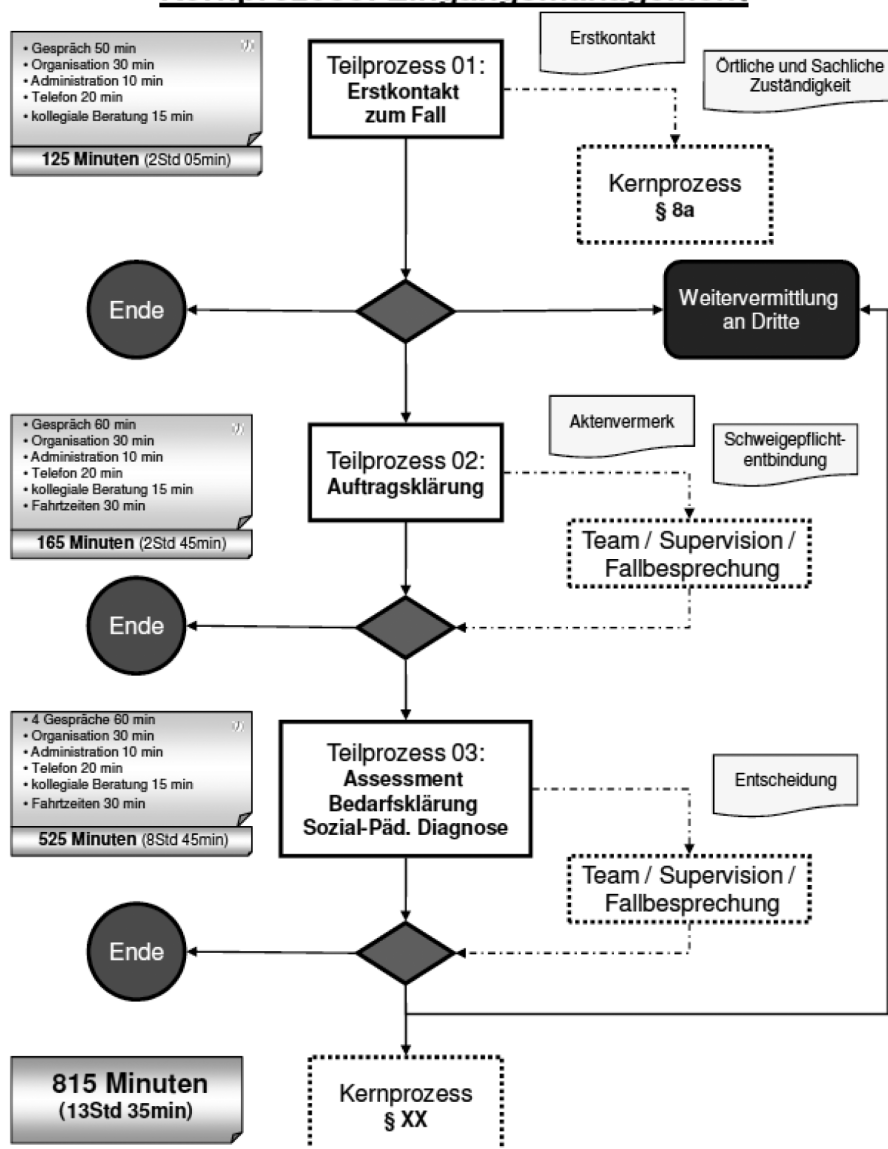 • Gespräch 50 min
• Organisation 30 min
• Administration 10 min
• Telefon 20 min
• kollegiale Beratung 15 min
125 Minuten (2Std 05min)
Teilprozess 01:
Erstkontakt
zum Fall
Erstkontakt
Örtliche und Sachliche
Zuständigkeit
Kernprozess
§ 8a
Ende
Weitervermittlung
an Dritte
• Gespräch 60 min
• Organisation 30 min
• Administration 10 min
• Telefon 20 min
• kollegiale Beratung 15 min
• Fahrtzeiten 30 min
165 Minuten (2Std 45min)
Teilprozess 02:
Auftragsklärung
Aktenvermerk
Schweigepflicht-
entbindung
Team / Supervision /
Fallbesprechung
Ende
• 4 Gespräche 60 min
• Organisation 30 min
• Administration 10 min
• Telefon 20 min
• kollegiale Beratung 15 min
• Fahrtzeiten 30 min
525 Minuten (8Std 45min)
Teilprozess 03:
Assessment
Bedarfsklärung
Sozial-Päd. Diagnose
Entscheidung
Team / Supervision /
Fallbesprechung
Ende
815 Minuten
(13Std 35min)
Kernprozess
§ XX